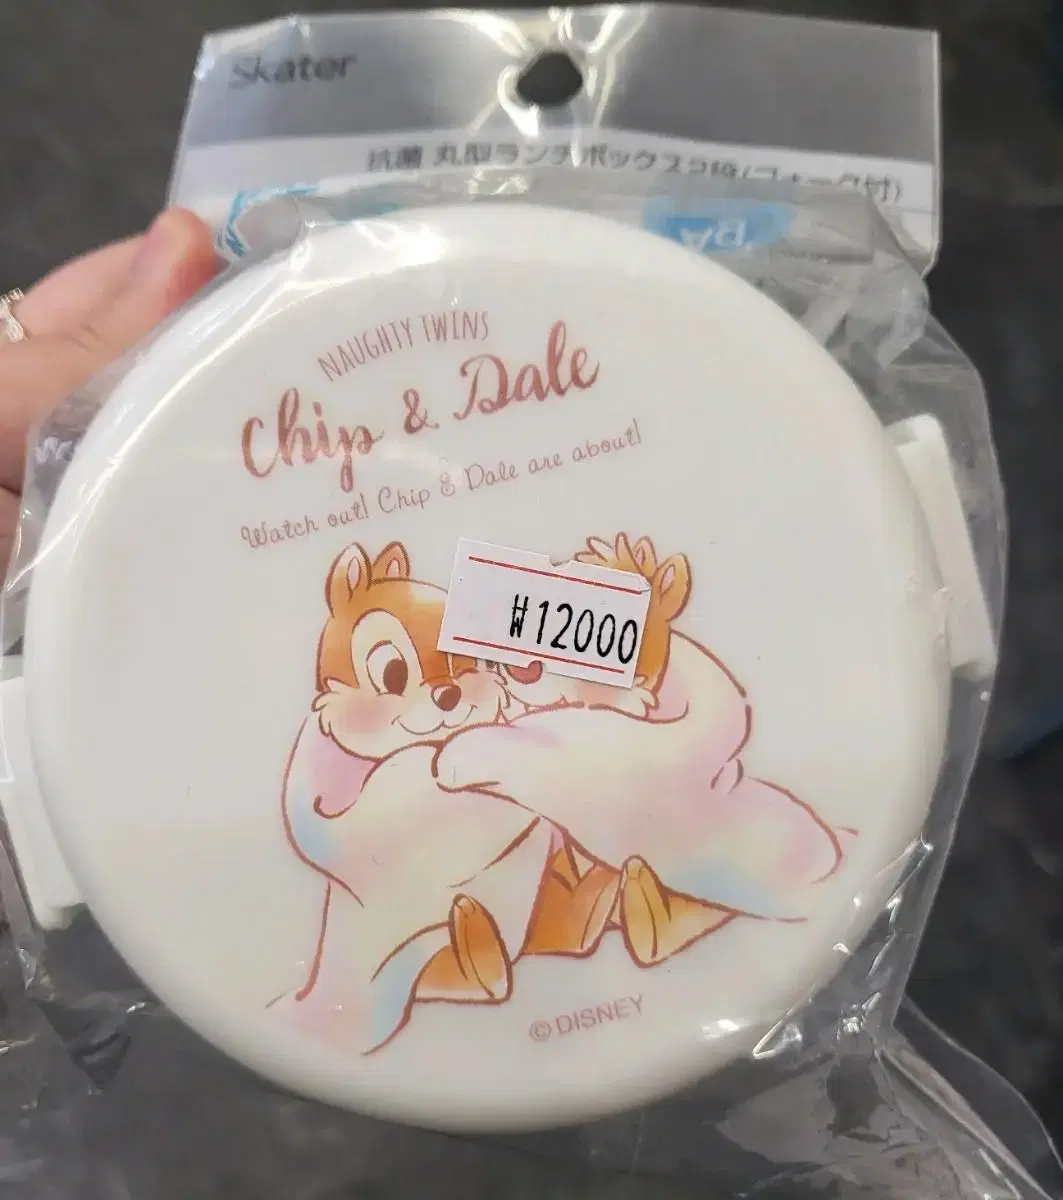 Skater
抗菌 丸型ランチボックス2段(フォーク付)
NAUGHTY TWINS
Chip & Dale
Watch out! Chip & Dale are about!
₩12000
©DISNEY